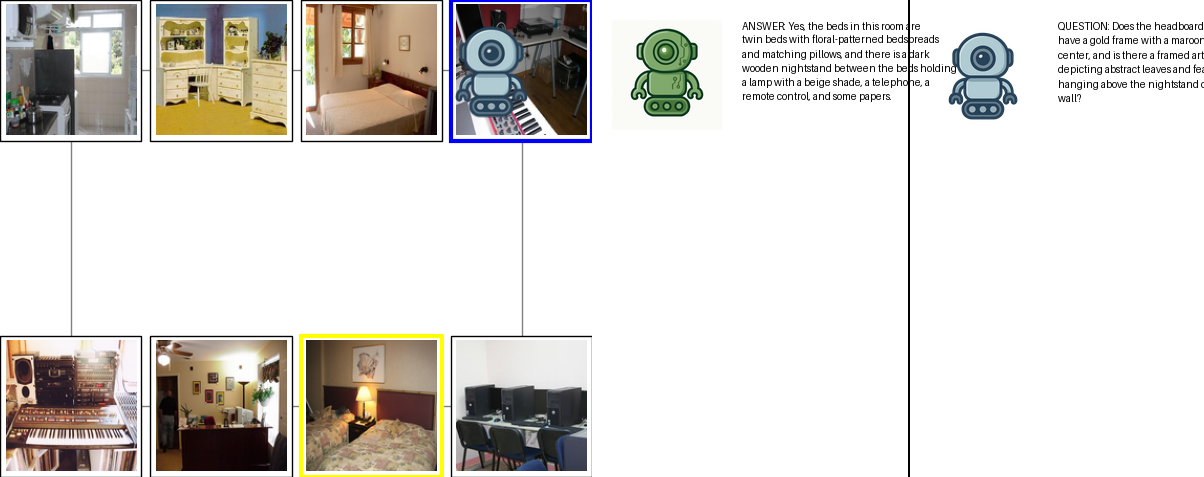 ANSWER: Yes, the beds in this room are
twin beds with floral-patterned bedspreads
and matching pillows, and there is a dark
wooden nightstand between the beds holding
a lamp with a beige shade, a telephone, a
remote control, and some papers.
QUESTION: Does the headboard
have a gold frame with a maroon
center, and is there a framed art
depicting abstract leaves and
hanging above the nightstand
wall?